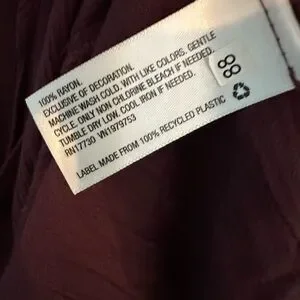 100% RAYON.
EXCLUSIVE OF DECORATION.
MACHINE WASH COLD. WITH LIKE COLORS. GENTLE
CYCLE. ONLY NON CHLORINE BLEACH IF NEEDED.
TUMBLE DRY LOW. COOL IRON IF NEEDED.
RN17730 VN1979753
LABEL MADE FROM 100% RECYCLED PLASTIC
88